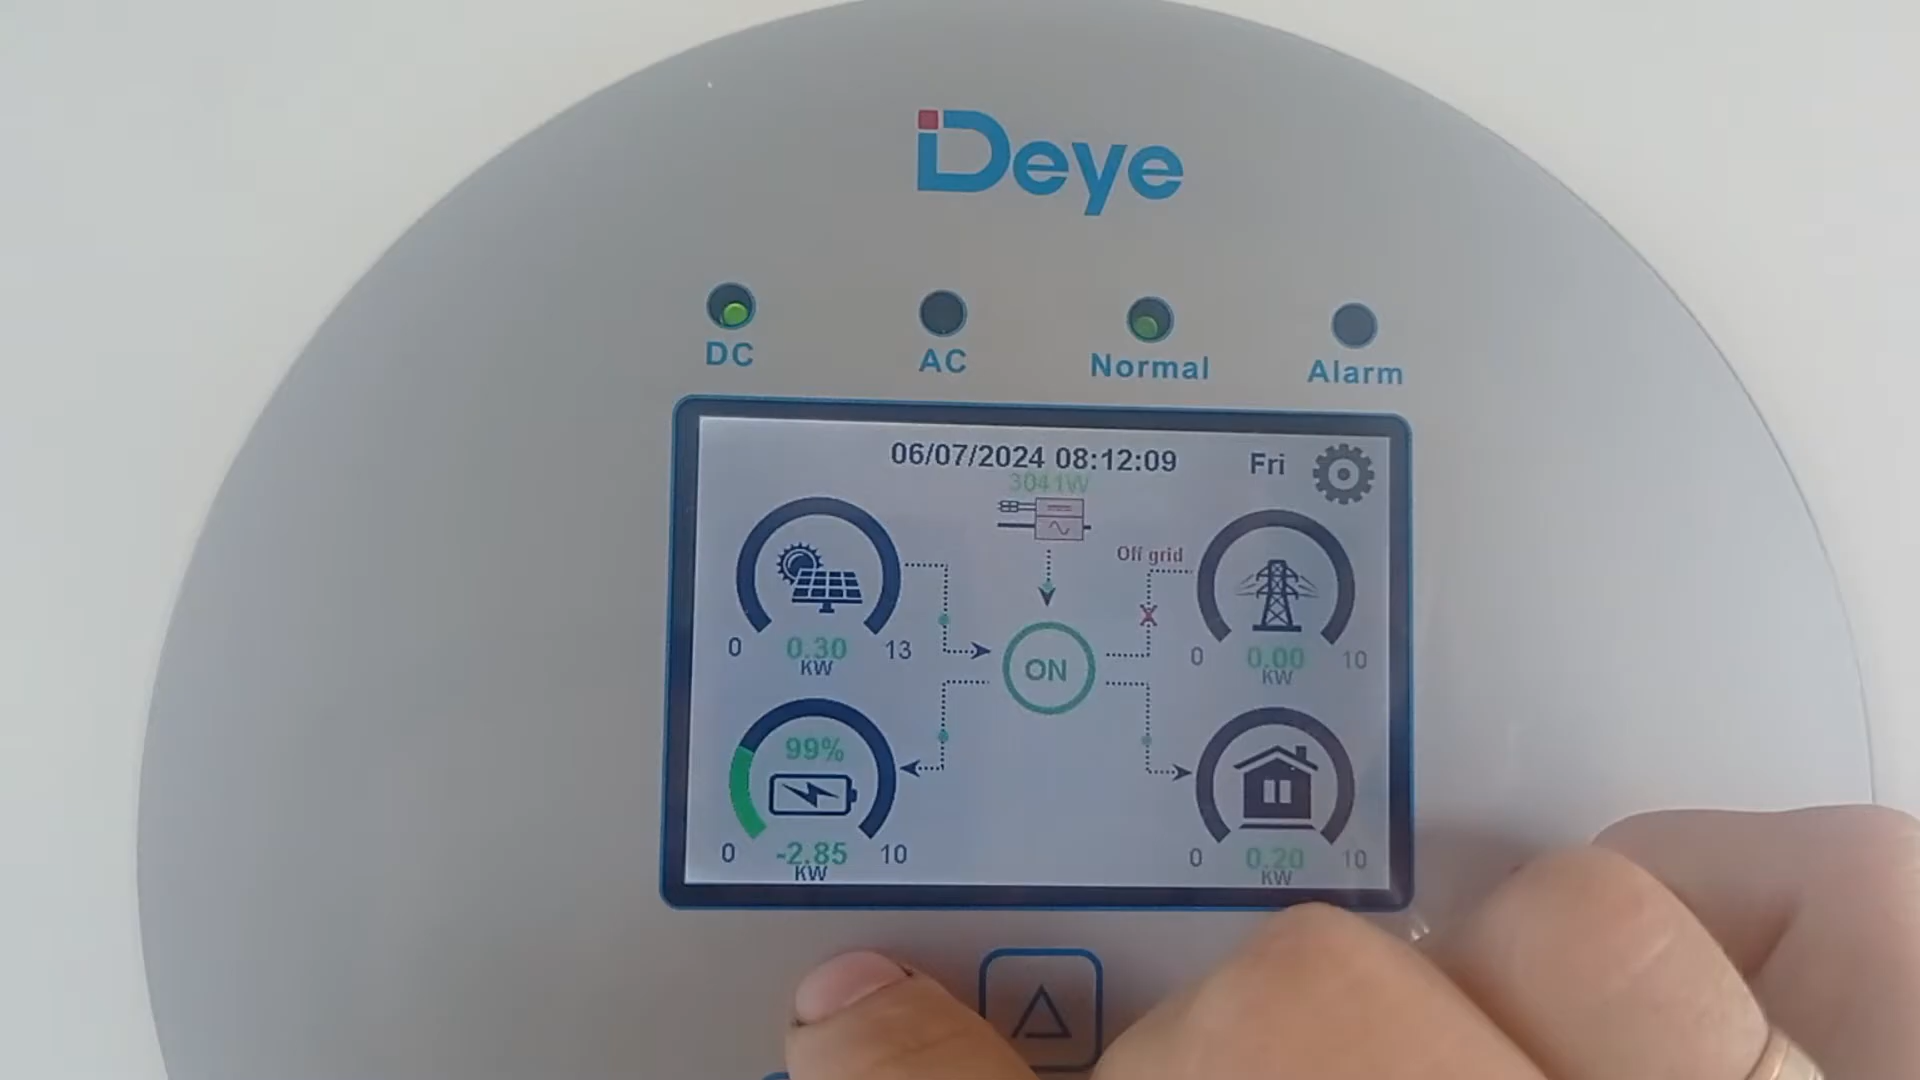 Deye
DC AC Normal Alarm
06/07/2024 08:12:09 Fri
3041W
Off grid
0 0.30 13
KW
0 0.00 10
KW
ON
99%
0 -2.85 10
KW
0 0.20 10
KW